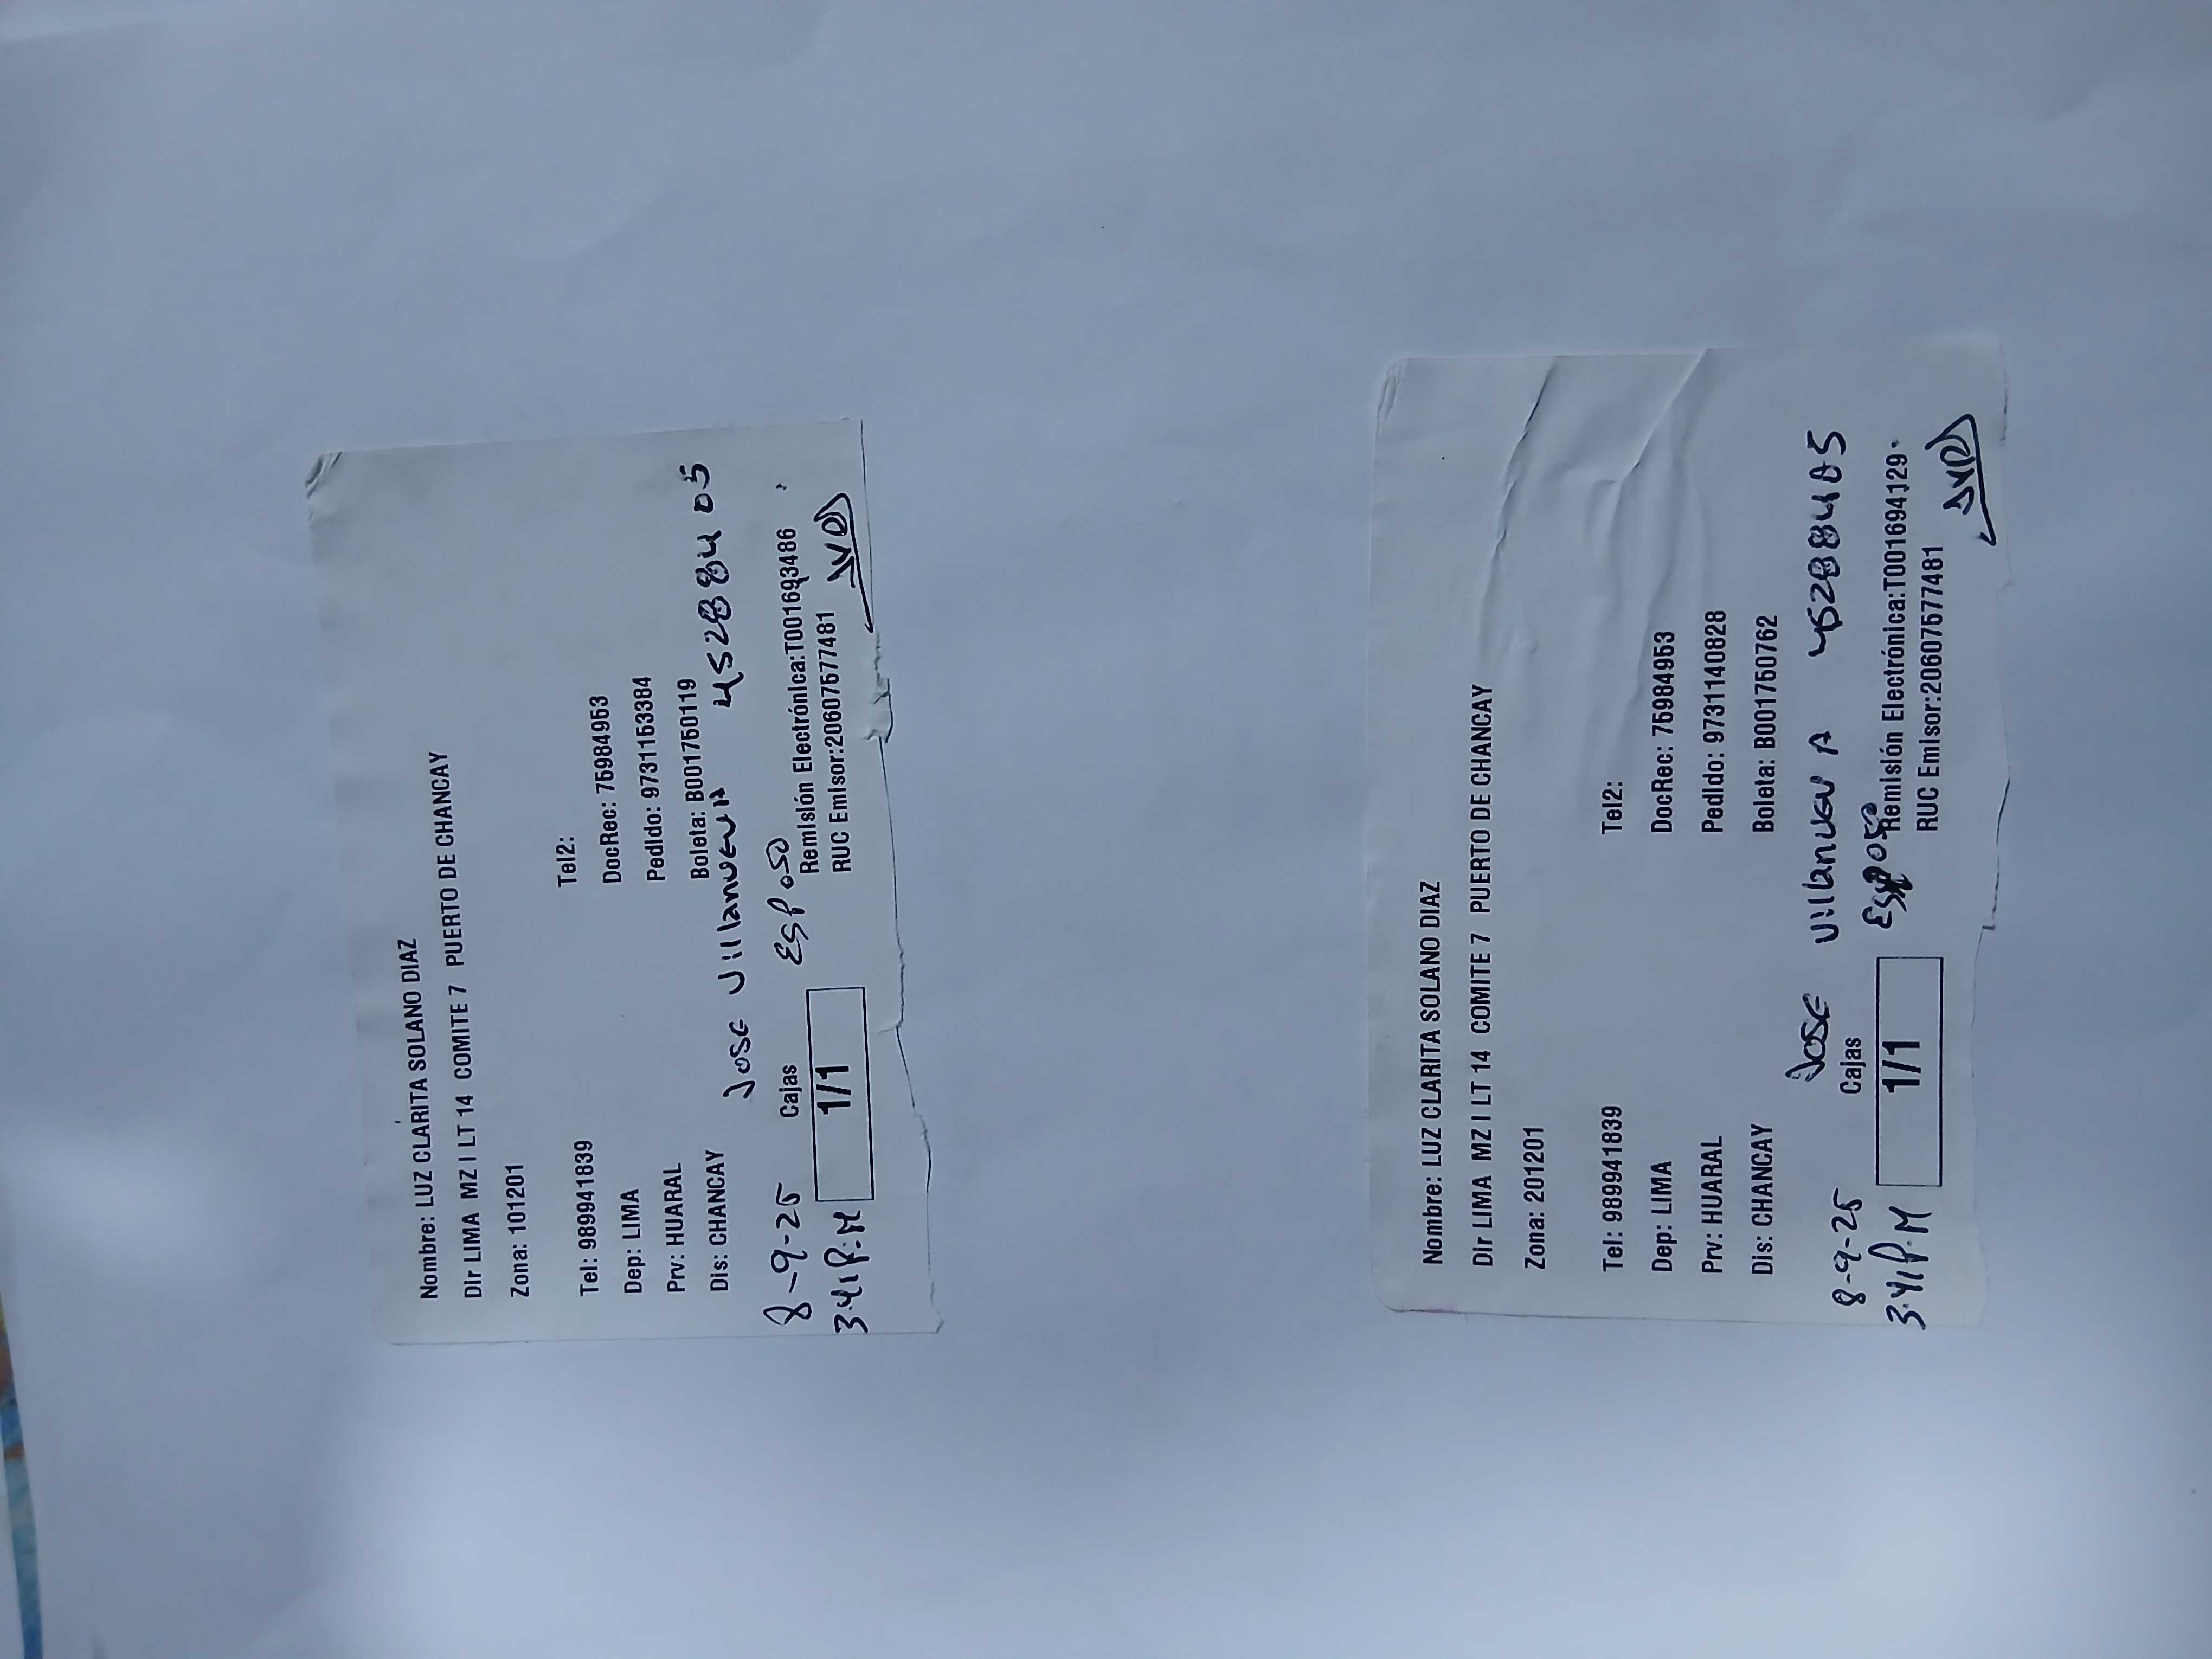 Nombre: LUZ CLARITA SOLANO DIAZ
Dir LIMA MZ I LT 14 COMITE 7 PUERTO DE CHANCAY
Zona: 101201
Tel: 989941839 Tel2:
Dep: LIMA DocRec: 75984953
Prv: HUARAL Pedido: 9731153384
Dis: CHANCAY Boleta: B001750119
JOSE Villanueva 45288405
8-9-25 Cajas ESPOSO
3.41P.M 1/1 Remisión Electrónica:T001693486
RUC Emisor:20607577481
Nombre: LUZ CLARITA SOLANO DIAZ
Dir LIMA MZ I LT 14 COMITE 7 PUERTO DE CHANCAY
Zona: 201201
Tel: 989941839 Tel2:
Dep: LIMA DocRec: 75984953
Prv: HUARAL Pedido: 9731140828
Dis: CHANCAY Boleta: B001750762
JOSE Villanueva 45288405
8-9-25 Cajas ESPOSO
3.41P.M 1/1 Remisión Electrónica:T001694129
RUC Emisor:20607577481